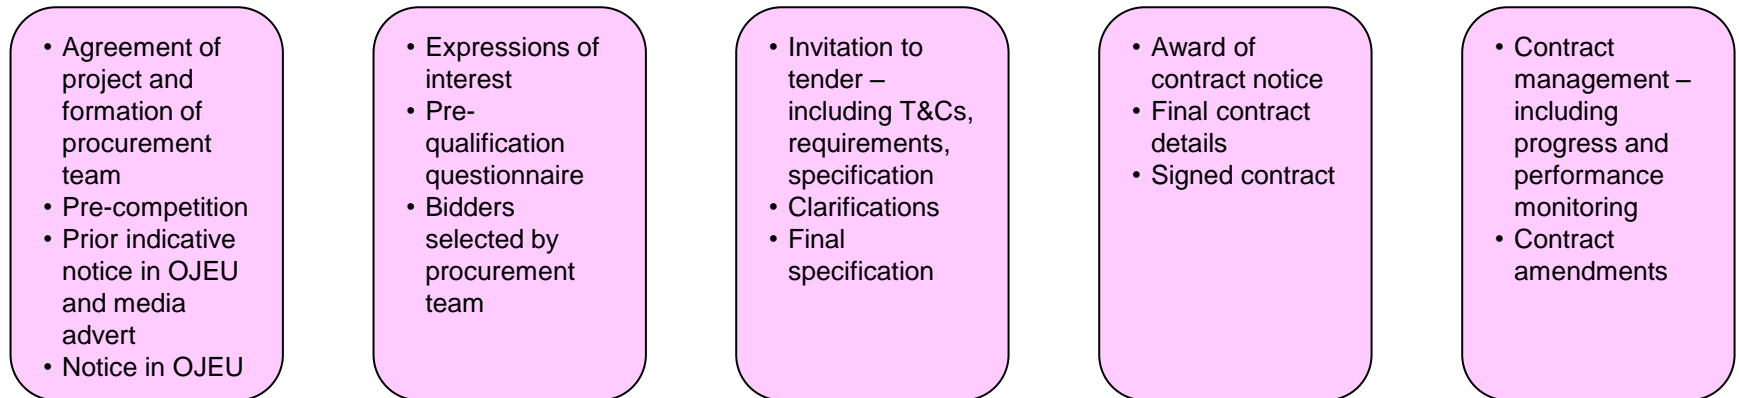 • Agreement of
project and
formation of
procurement
team
• Pre-competition
• Prior indicative
notice in OJEU
and media
advert
• Notice in OJEU
• Expressions of
interest
• Pre-
qualification
questionnaire
• Bidders
selected by
procurement
team
• Invitation to
tender –
including T&Cs,
requirements,
specification
• Clarifications
• Final
specification
• Award of
contract notice
• Final contract
details
• Signed contract
• Contract
management –
including
progress and
performance
monitoring
• Contract
amendments